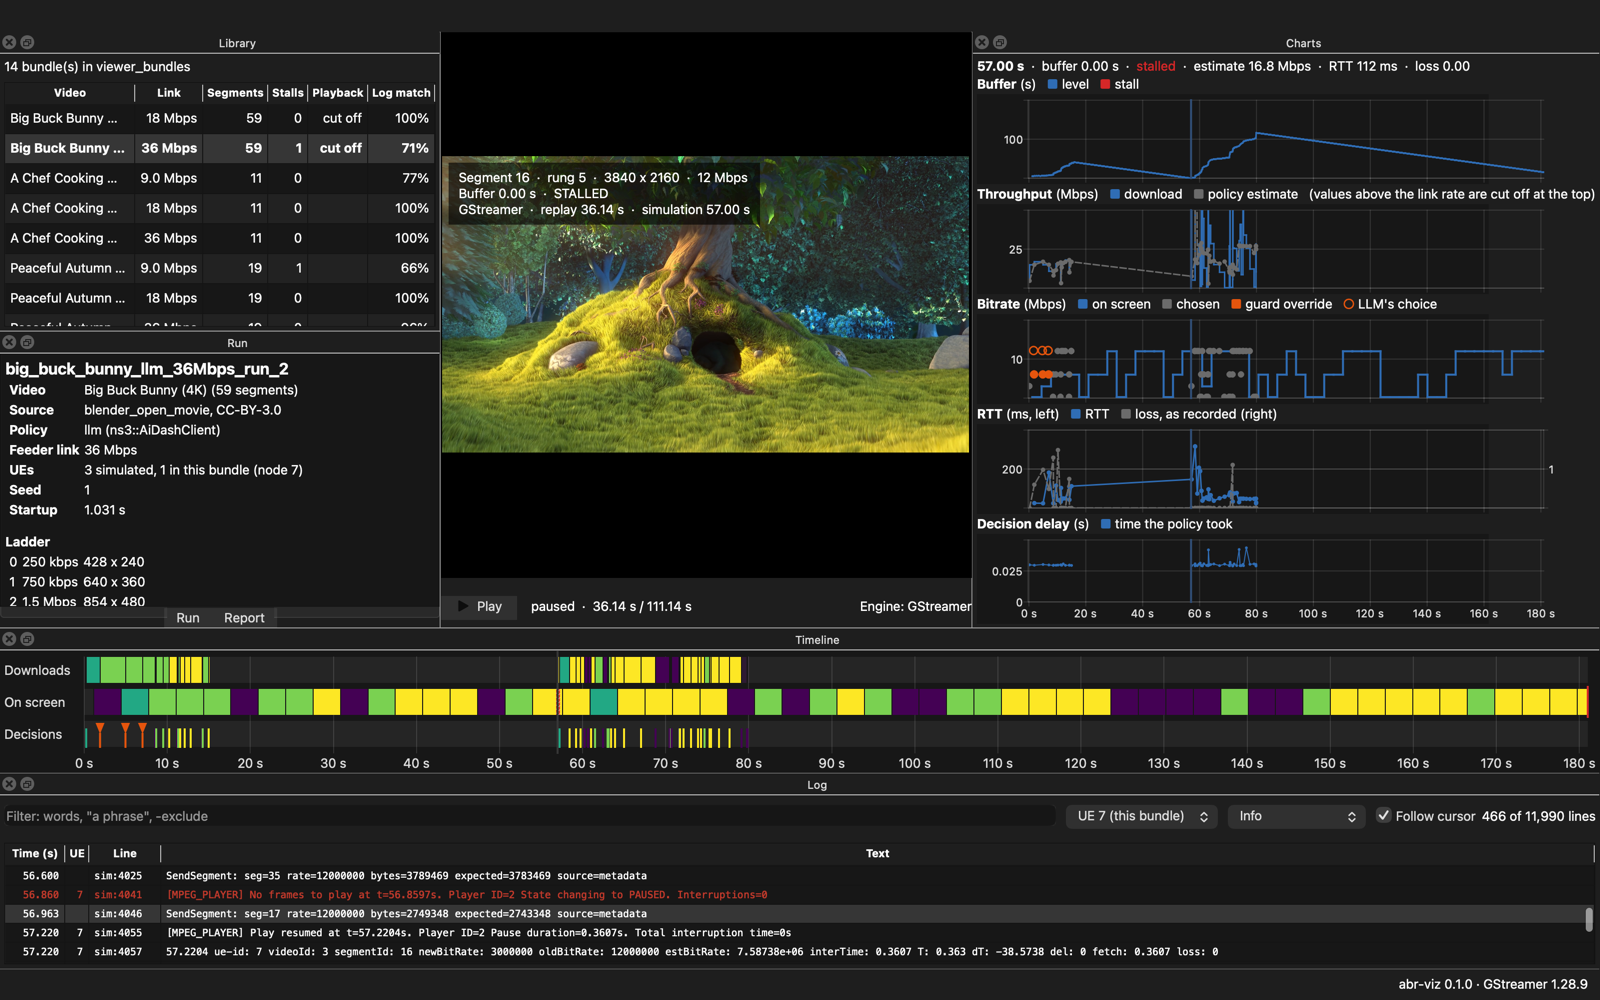 Library
14 bundle(s) in viewer_bundles
Video Link Segments Stalls Playback Log match
Big Buck Bunny ... 18 Mbps 59 0 cut off 100%
Big Buck Bunny ... 36 Mbps 59 1 cut off 71%
A Chef Cooking ... 9.0 Mbps 11 0 77%
A Chef Cooking ... 18 Mbps 11 0 100%
A Chef Cooking ... 36 Mbps 11 0 100%
Peaceful Autumn ... 9.0 Mbps 19 1 66%
Peaceful Autumn ... 18 Mbps 19 0 100%
Run
big_buck_bunny_llm_36Mbps_run_2
Video Big Buck Bunny (4K) (59 segments)
Source blender_open_movie, CC-BY-3.0
Policy llm (ns3::AiDashClient)
Feeder link 36 Mbps
UEs 3 simulated, 1 in this bundle (node 7)
Seed 1
Startup 1.031 s
Ladder
0 250 kbps 428 x 240
1 750 kbps 640 x 360
2 1.5 Mbps 854 x 480
Run Report
Segment 16 · rung 5 · 3840 x 2160 · 12 Mbps
Buffer 0.00 s · STALLED
GStreamer · replay 36.14 s · simulation 57.00 s
Play paused · 36.14 s / 111.14 s Engine: GStreamer
Charts
57.00 s · buffer 0.00 s · stalled · estimate 16.8 Mbps · RTT 112 ms · loss 0.00
Buffer (s) level stall
100
Throughput (Mbps) download policy estimate (values above the link rate are cut off at the top)
25
Bitrate (Mbps) on screen chosen guard override LLM's choice
10
RTT (ms, left) RTT loss, as recorded (right)
200 1
Decision delay (s) time the policy took
0.025
0
0 s 20 s 40 s 60 s 80 s 100 s 120 s 140 s 160 s 180 s
Timeline
Downloads
On screen
Decisions
0 s 10 s 20 s 30 s 40 s 50 s 60 s 70 s 80 s 90 s 100 s 110 s 120 s 130 s 140 s 150 s 160 s 170 s 180 s
Log
Filter: words, "a phrase", -exclude UE 7 (this bundle) Info Follow cursor 466 of 11,990 lines
Time (s) UE Line Text
56.600 sim:4025 SendSegment: seg=35 rate=12000000 bytes=3789469 expected=3783469 source=metadata
56.860 7 sim:4041 [MPEG_PLAYER] No frames to play at t=56.8597s. Player ID=2 State changing to PAUSED. Interruptions=0
56.963 sim:4046 SendSegment: seg=17 rate=12000000 bytes=2749348 expected=2743348 source=metadata
57.220 7 sim:4055 [MPEG_PLAYER] Play resumed at t=57.2204s. Player ID=2 Pause duration=0.3607s. Total interruption time=0s
57.220 7 sim:4057 57.2204 ue-id: 7 videoId: 3 segmentId: 16 newBitRate: 3000000 oldBitRate: 12000000 estBitRate: 7.58738e+06 interTime: 0.3607 T: 0.363 dT: -38.5738 del: 0 fetch: 0.3607 loss: 0
abr-viz 0.1.0 · GStreamer 1.28.9